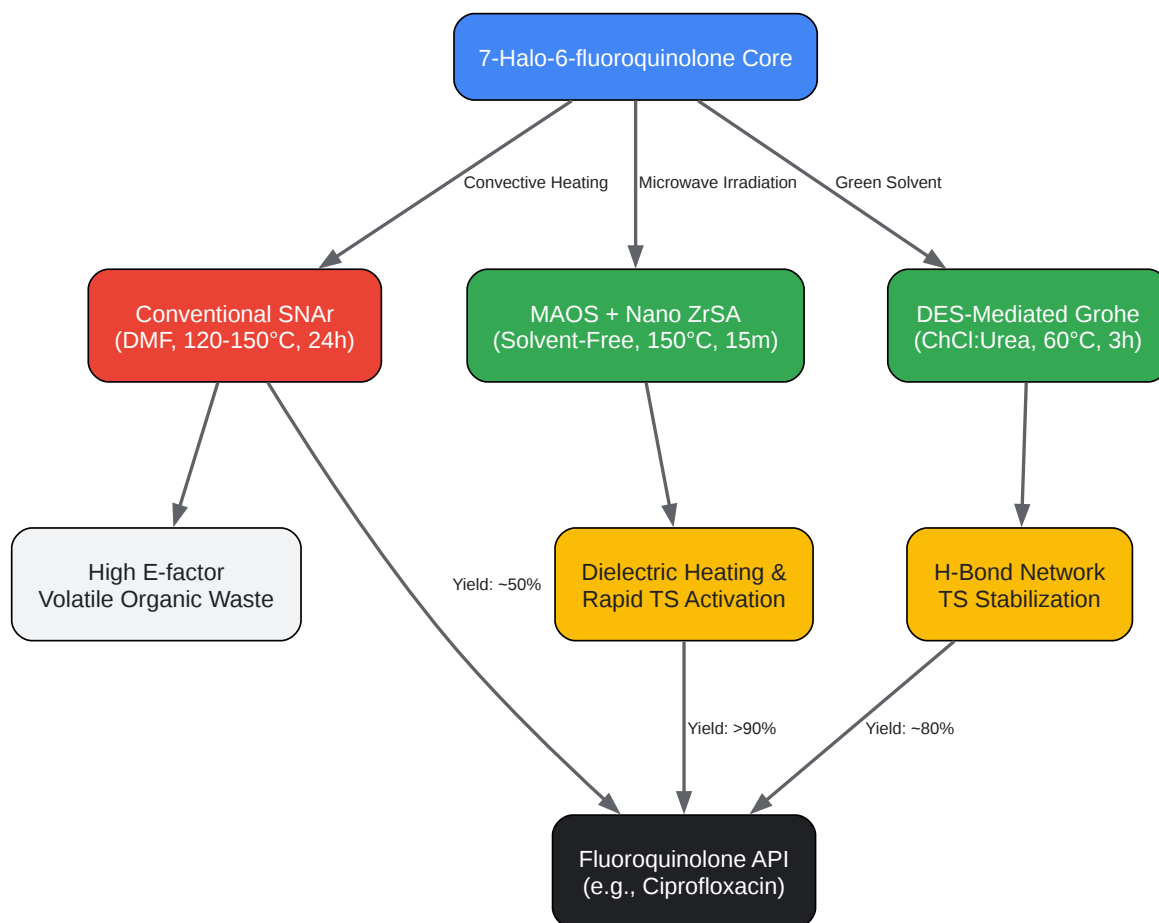 7-Halo-6-fluoroquinolone Core
Convective Heating
Microwave Irradiation
Green Solvent
Conventional SNAr
(DMF, 120-150°C, 24h)
MAOS + Nano ZrSA
(Solvent-Free, 150°C, 15m)
DES-Mediated Grohe
(ChCl:Urea, 60°C, 3h)
High E-factor
Volatile Organic Waste
Yield: ~50%
Dielectric Heating &
Rapid TS Activation
H-Bond Network
TS Stabilization
Yield: >90%
Yield: ~80%
Fluoroquinolone API
(e.g., Ciprofloxacin)